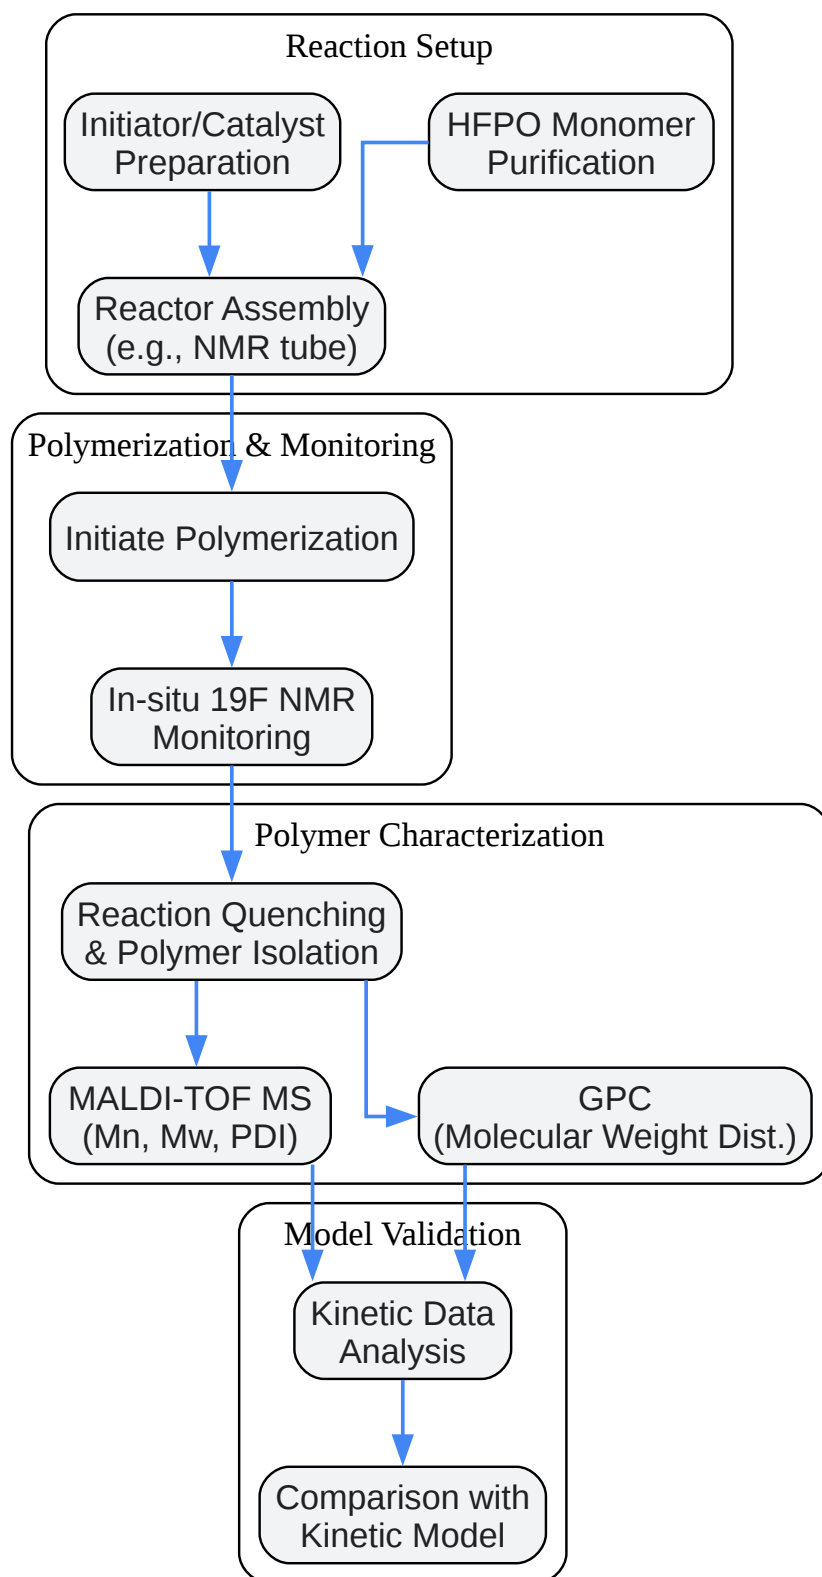 Reaction Setup
Initiator/Catalyst
Preparation
HFPO Monomer
Purification
Reactor Assembly
(e.g., NMR tube)
Polymerization & Monitoring
Initiate Polymerization
In-situ 19F NMR
Monitoring
Polymer Characterization
Reaction Quenching
& Polymer Isolation
MALDI-TOF MS
(Mn, Mw, PDI)
GPC
(Molecular Weight Dist.)
Model Validation
Kinetic Data
Analysis
Comparison with
Kinetic Model